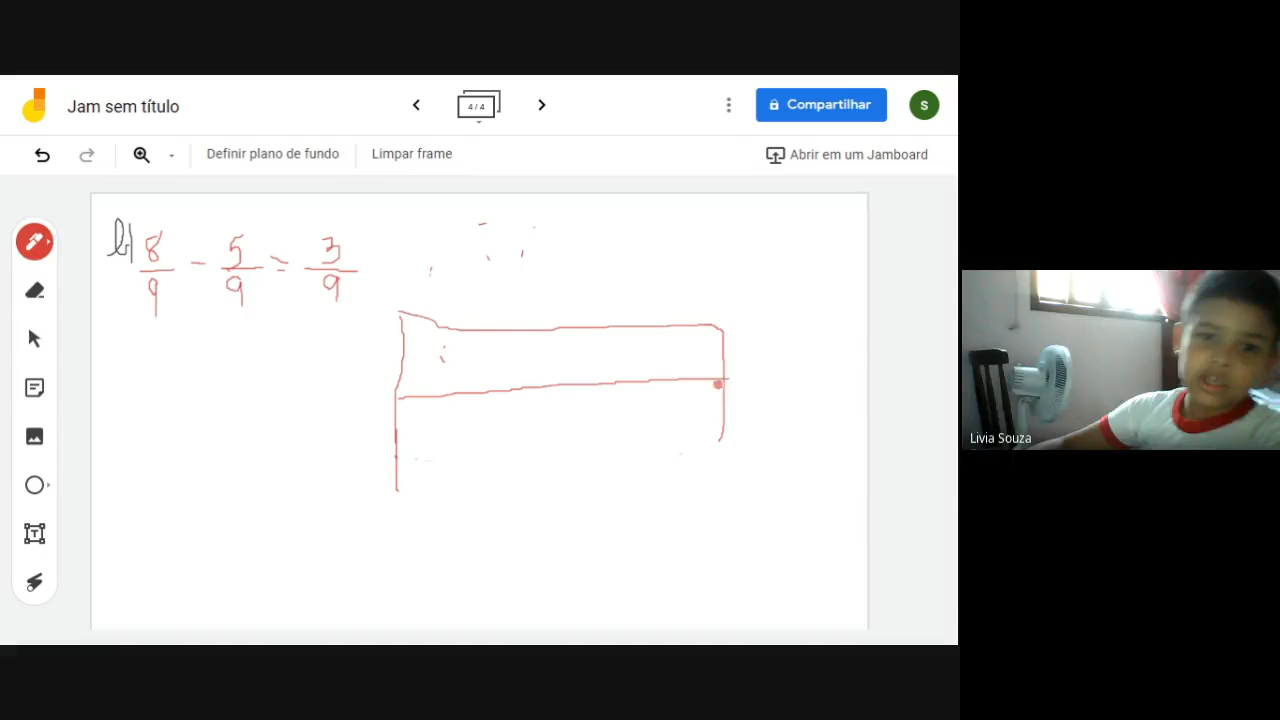 Jam sem título
4 / 4
Compartilhar
S
Definir plano de fundo
Limpar frame
Abrir em um Jamboard
b) 8/9 - 5/9 = 3/9
T
Livia Souza